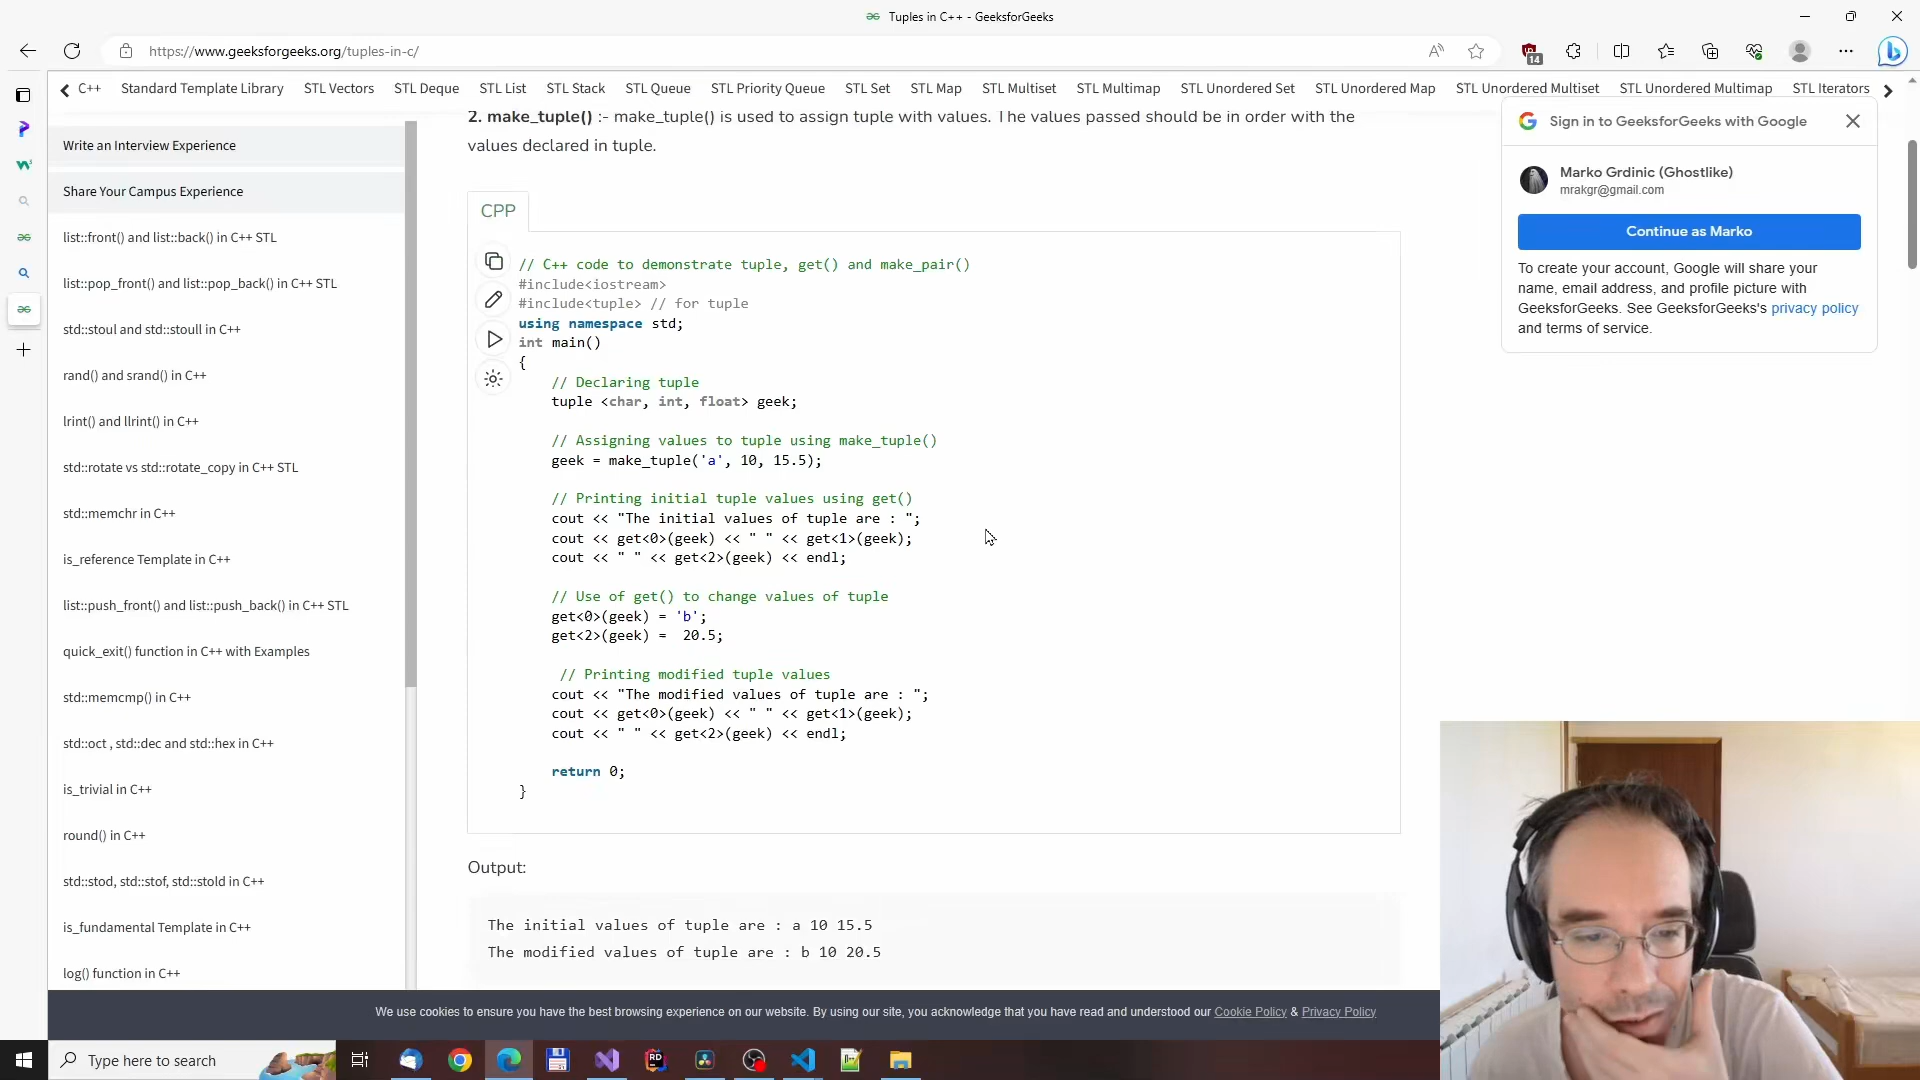 Tuples in C++ - GeeksforGeeks
https://www.geeksforgeeks.org/tuples-in-c/
14
C++ Standard Template Library STL Vectors STL Deque STL List STL Stack STL Queue STL Priority Queue STL Set STL Map STL Multiset STL Multimap STL Unordered Set STL Unordered Map STL Unordered Multiset STL Unordered Multimap STL Iterators
Write an Interview Experience
Share Your Campus Experience
list::front() and list::back() in C++ STL
list::pop_front() and list::pop_back() in C++ STL
std::stoul and std::stoull in C++
rand() and srand() in C++
lrint() and llrint() in C++
std::rotate vs std::rotate_copy in C++ STL
std::memchr in C++
is_reference Template in C++
list::push_front() and list::push_back() in C++ STL
quick_exit() function in C++ with Examples
std::memcmp() in C++
std::oct , std::dec and std::hex in C++
is_trivial in C++
round() in C++
std::stod, std::stof, std::stold in C++
is_fundamental Template in C++
log() function in C++
2. make_tuple() :- make_tuple() is used to assign tuple with values. The values passed should be in order with the
values declared in tuple.
CPP
// C++ code to demonstrate tuple, get() and make_pair()
#include<iostream>
#include<tuple> // for tuple
using namespace std;
int main()
{
    // Declaring tuple
    tuple <char, int, float> geek;
    // Assigning values to tuple using make_tuple()
    geek = make_tuple('a', 10, 15.5);
    // Printing initial tuple values using get()
    cout << "The initial values of tuple are : ";
    cout << get<0>(geek) << " " << get<1>(geek);
    cout << " " << get<2>(geek) << endl;
    // Use of get() to change values of tuple
    get<0>(geek) = 'b';
    get<2>(geek) =  20.5;
     // Printing modified tuple values
    cout << "The modified values of tuple are : ";
    cout << get<0>(geek) << " " << get<1>(geek);
    cout << " " << get<2>(geek) << endl;
    return 0;
}
Output:
The initial values of tuple are : a 10 15.5
The modified values of tuple are : b 10 20.5
Sign in to GeeksforGeeks with Google
Marko Grdinic (Ghostlike)
mrakgr@gmail.com
Continue as Marko
To create your account, Google will share your
name, email address, and profile picture with
GeeksforGeeks. See GeeksforGeeks's privacy policy
and terms of service.
We use cookies to ensure you have the best browsing experience on our website. By using our site, you acknowledge that you have read and understood our Cookie Policy & Privacy Policy
Type here to search
RD